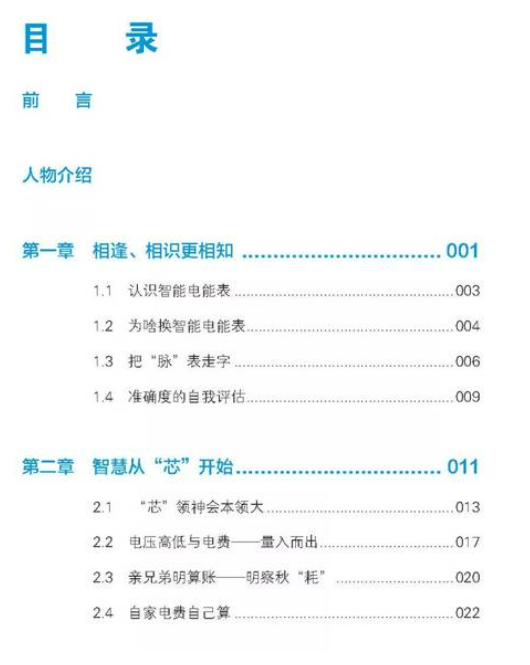 目 录
前 言
人物介绍
第一章 相逢、相识更相知 ................................ 001
1.1 认识智能电能表 ................................ 003
1.2 为啥换智能电能表 ................................ 004
1.3 把“脉”表走字 ................................ 006
1.4 准确度的自我评估 ................................ 009
第二章 智慧从“芯”开始 ................................ 011
2.1 “芯”领神会本领大 ................................ 013
2.2 电压高低与电费——量入而出 ................................ 017
2.3 亲兄弟明算账——明察秋“耗” ................................ 020
2.4 自家电费自己算 ................................ 022